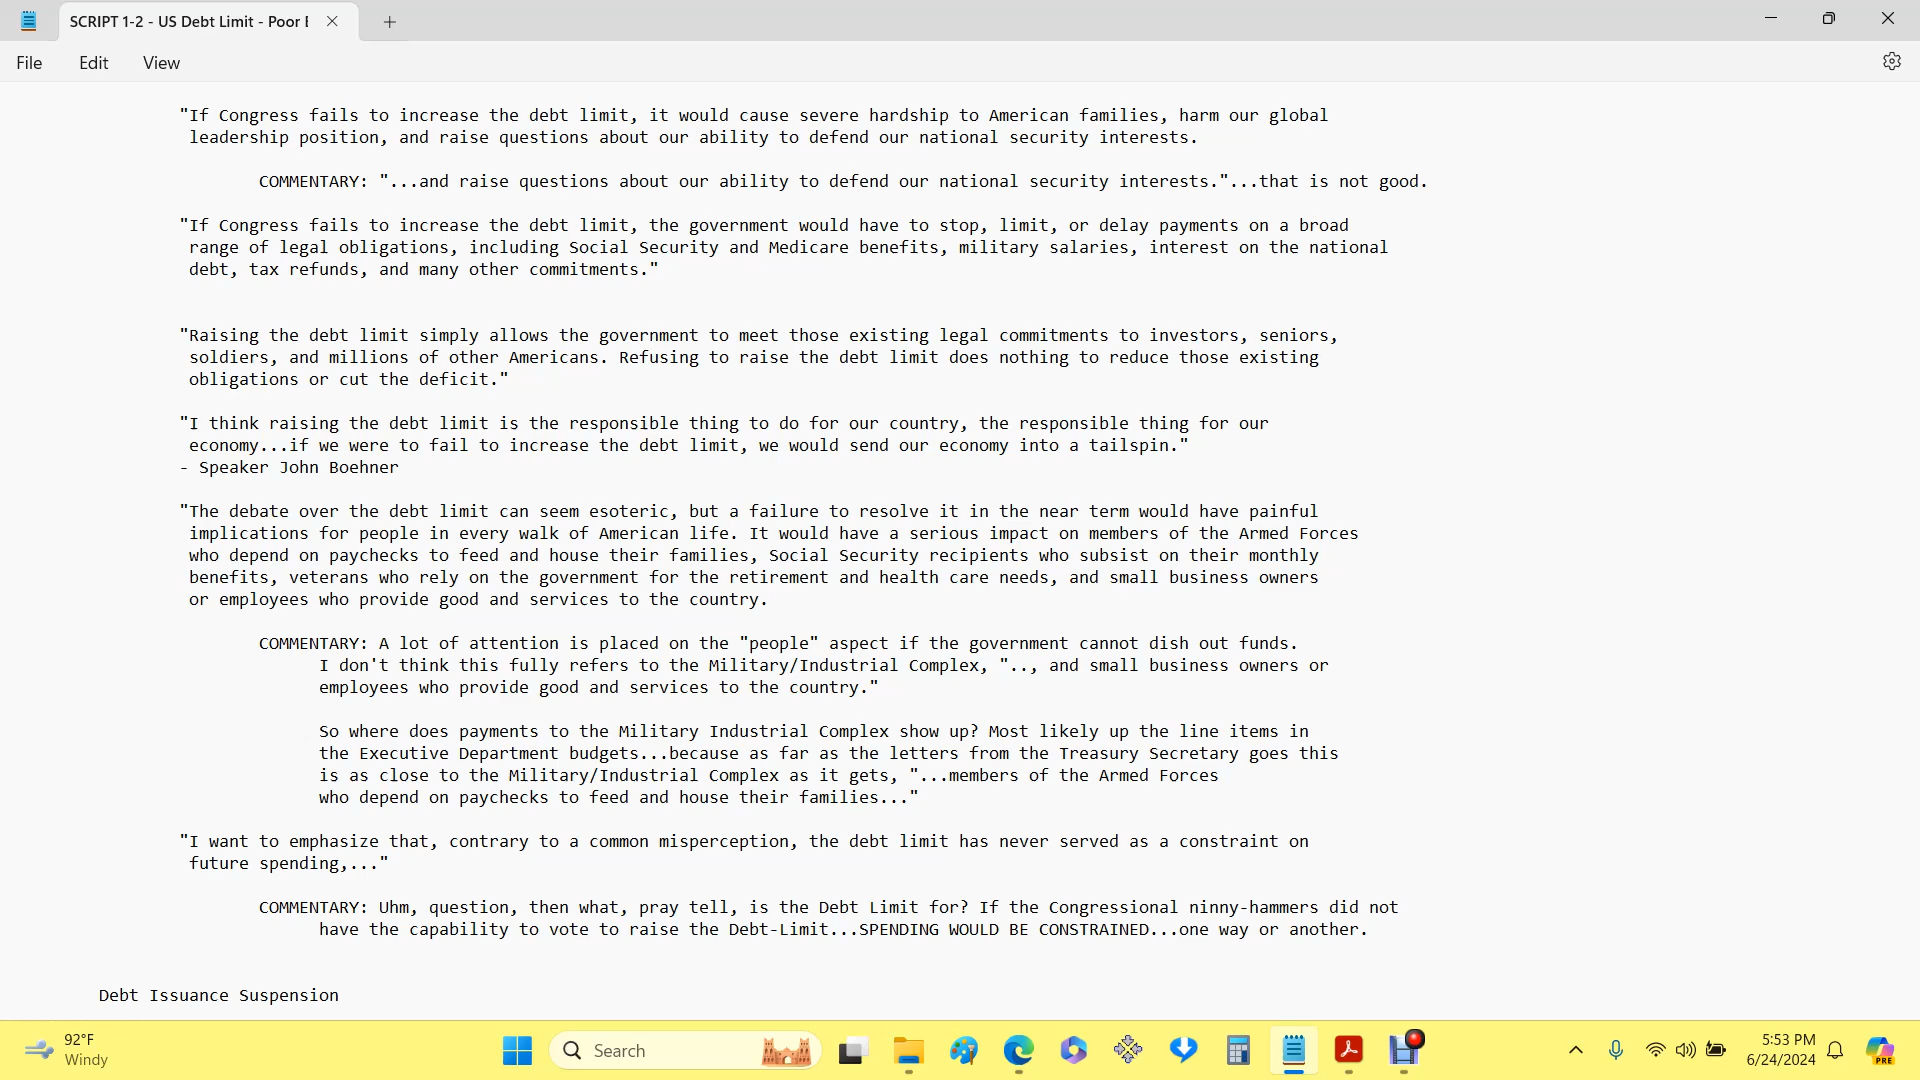 SCRIPT 1-2 - US Debt Limit - Poor
File Edit View
"If Congress fails to increase the debt limit, it would cause severe hardship to American families, harm our global
leadership position, and raise questions about our ability to defend our national security interests.
COMMENTARY: "...and raise questions about our ability to defend our national security interests."...that is not good.
"If Congress fails to increase the debt limit, the government would have to stop, limit, or delay payments on a broad
range of legal obligations, including Social Security and Medicare benefits, military salaries, interest on the national
debt, tax refunds, and many other commitments."
"Raising the debt limit simply allows the government to meet those existing legal commitments to investors, seniors,
soldiers, and millions of other Americans. Refusing to raise the debt limit does nothing to reduce those existing
obligations or cut the deficit."
"I think raising the debt limit is the responsible thing to do for our country, the responsible thing for our
economy...if we were to fail to increase the debt limit, we would send our economy into a tailspin."
- Speaker John Boehner
"The debate over the debt limit can seem esoteric, but a failure to resolve it in the near term would have painful
implications for people in every walk of American life. It would have a serious impact on members of the Armed Forces
who depend on paychecks to feed and house their families, Social Security recipients who subsist on their monthly
benefits, veterans who rely on the government for the retirement and health care needs, and small business owners
or employees who provide good and services to the country.
COMMENTARY: A lot of attention is placed on the "people" aspect if the government cannot dish out funds.
I don't think this fully refers to the Military/Industrial Complex, ".., and small business owners or
employees who provide good and services to the country."
So where does payments to the Military Industrial Complex show up? Most likely up the line items in
the Executive Department budgets...because as far as the letters from the Treasury Secretary goes this
is as close to the Military/Industrial Complex as it gets, "...members of the Armed Forces
who depend on paychecks to feed and house their families..."
"I want to emphasize that, contrary to a common misperception, the debt limit has never served as a constraint on
future spending,..."
COMMENTARY: Uhm, question, then what, pray tell, is the Debt Limit for? If the Congressional ninny-hammers did not
have the capability to vote to raise the Debt-Limit...SPENDING WOULD BE CONSTRAINED...one way or another.
Debt Issuance Suspension
92°F
Windy
Search
5:53 PM
6/24/2024
PRE